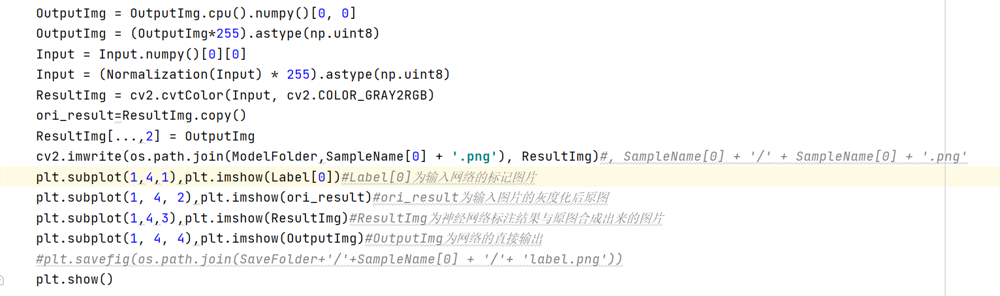 OutputImg = OutputImg.cpu().numpy()[0, 0]
OutputImg = (OutputImg*255).astype(np.uint8)
Input = Input.numpy()[0][0]
Input = (Normalization(Input) * 255).astype(np.uint8)
ResultImg = cv2.cvtColor(Input, cv2.COLOR_GRAY2RGB)
ori_result=ResultImg.copy()
ResultImg[...,2] = OutputImg
cv2.imwrite(os.path.join(ModelFolder,SampleName[0] + '.png'), ResultImg)#, SampleName[0] + '/' + SampleName[0] + '.png'
plt.subplot(1,4,1),plt.imshow(Label[0])#Label[0]为输入网络的标记图片
plt.subplot(1, 4, 2),plt.imshow(ori_result)#ori_result为输入图片的灰度化后原图
plt.subplot(1,4,3),plt.imshow(ResultImg)#ResultImg为神经网络标注结果与原图合成出来的图片
plt.subplot(1, 4, 4),plt.imshow(OutputImg)#OutputImg为网络的直接输出
#plt.savefig(os.path.join(SaveFolder+'/'+SampleName[0] + '/'+ 'label.png'))
plt.show()